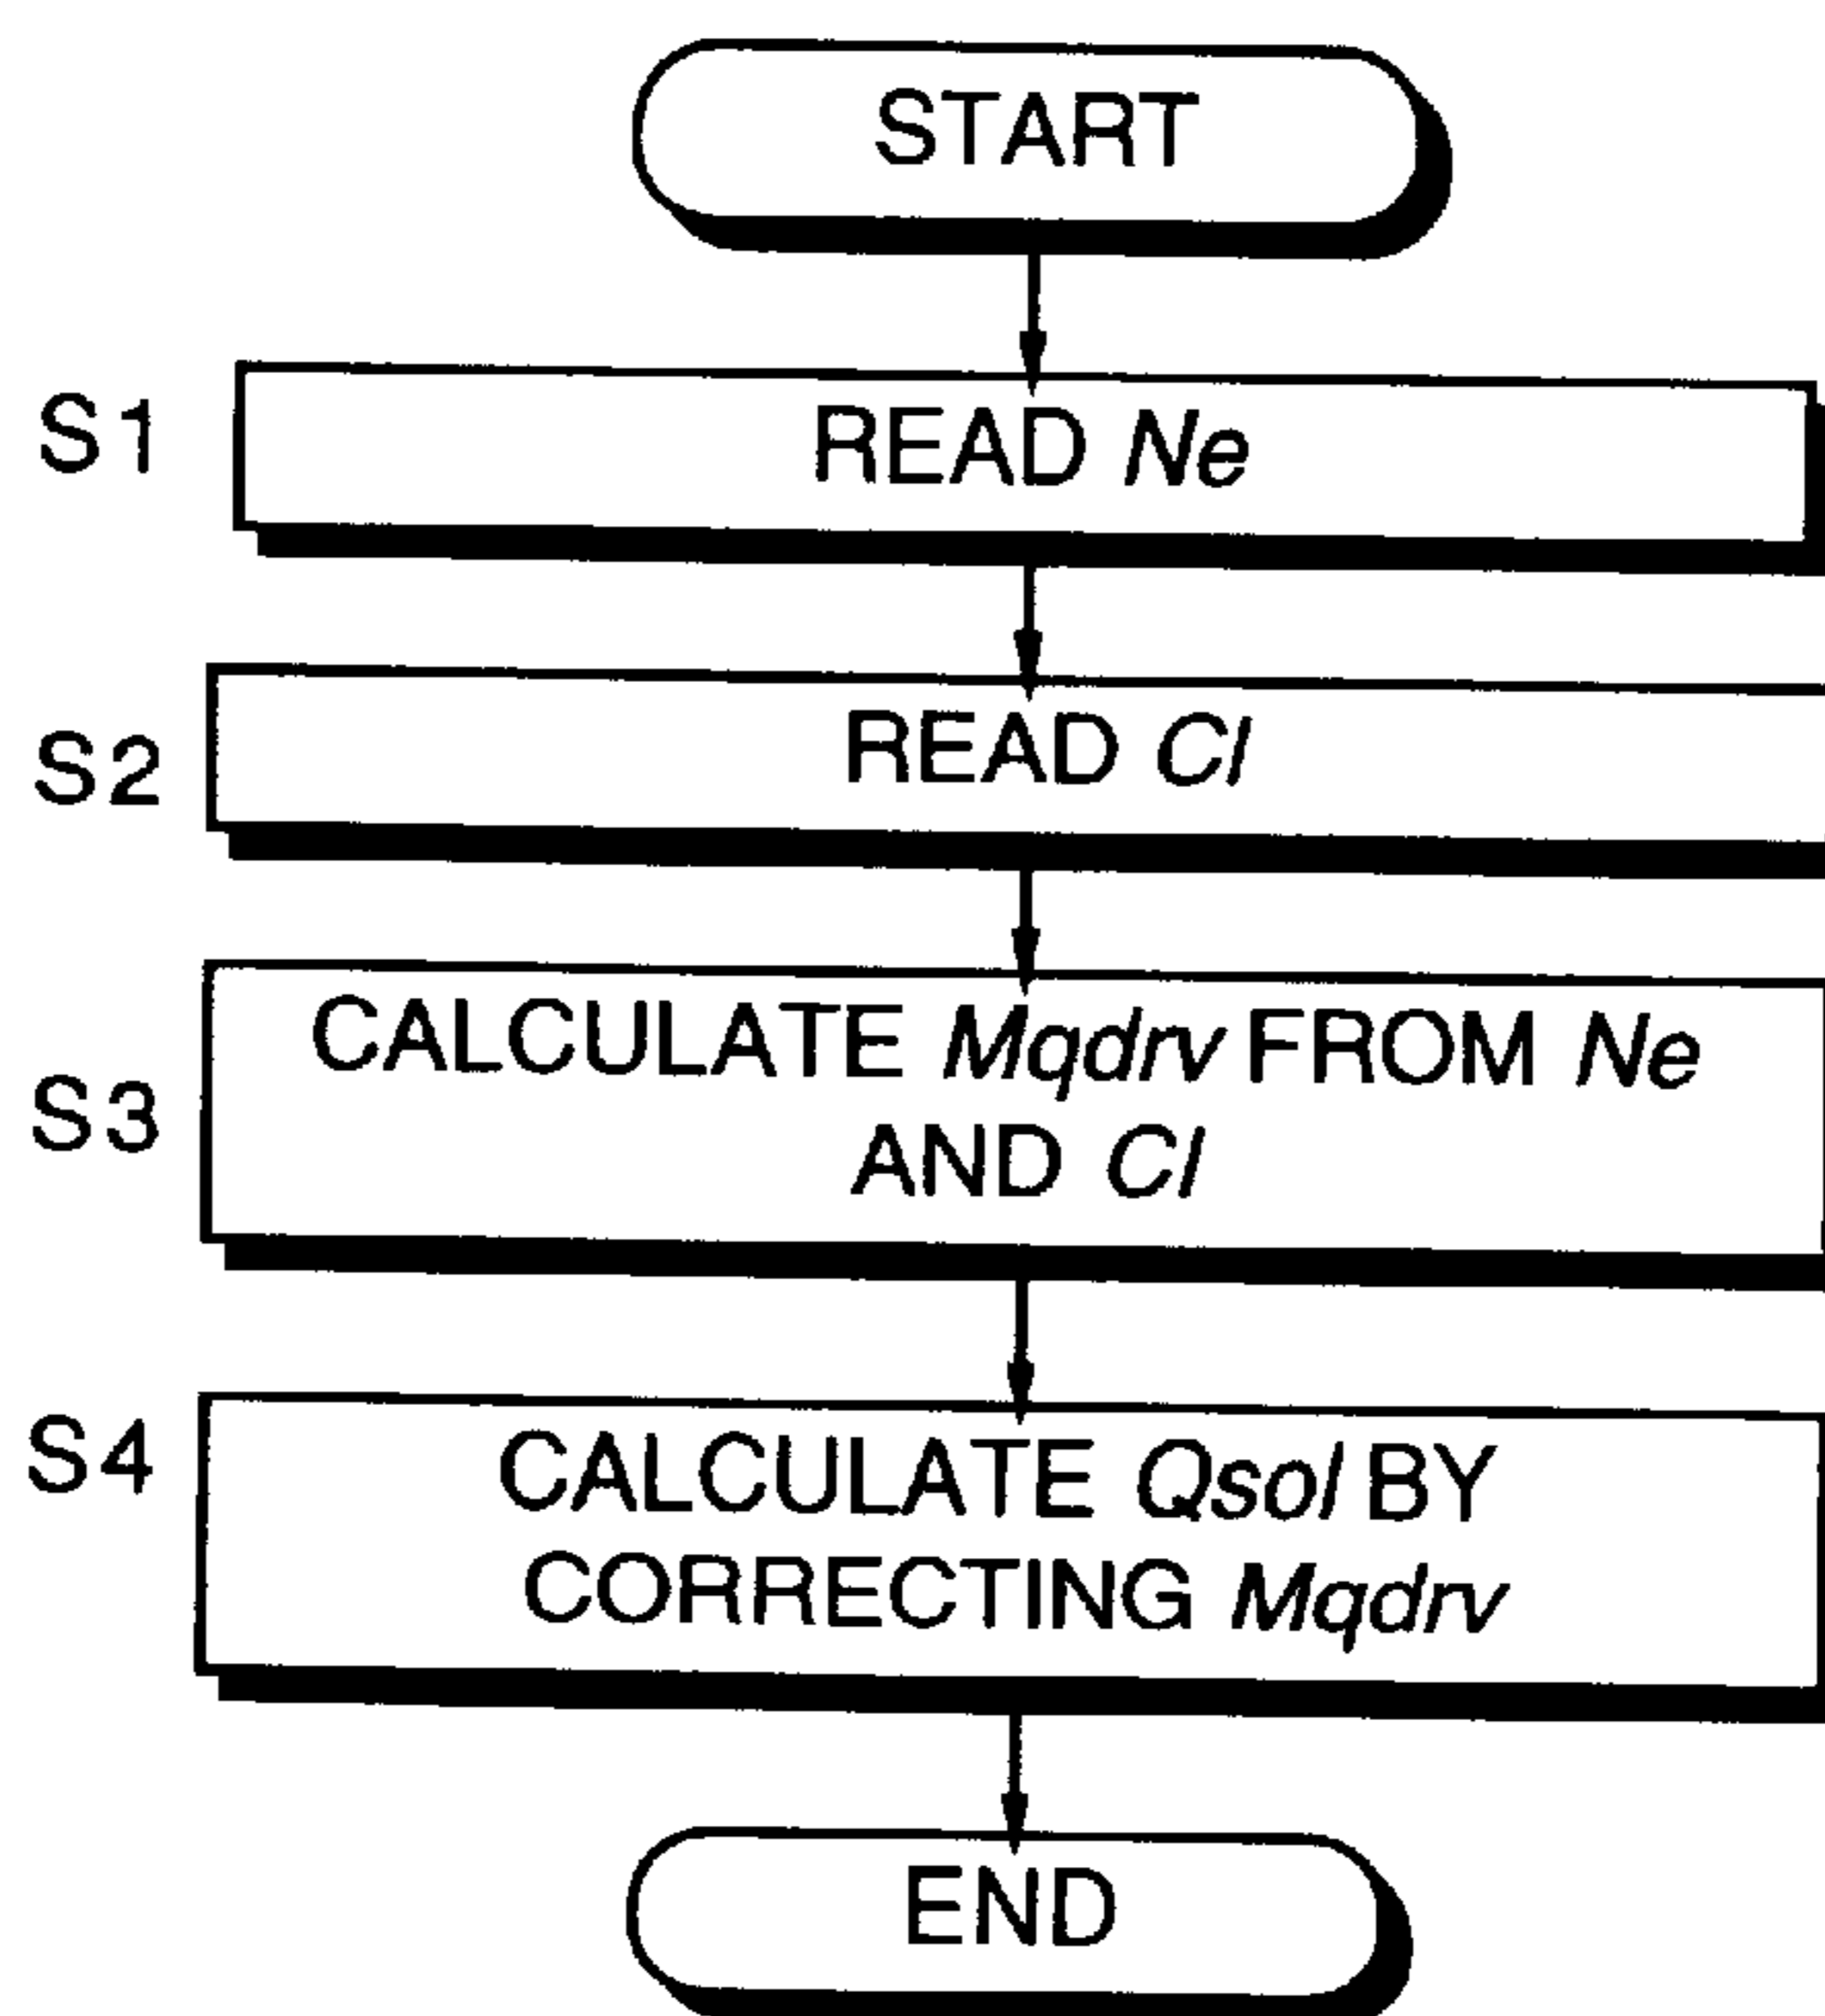 START
S1
READ Ne
S2
READ Cl
S3
CALCULATE Mqdrv FROM Ne
AND Cl
S4
CALCULATE Qsol BY
CORRECTING Mqdrv
END